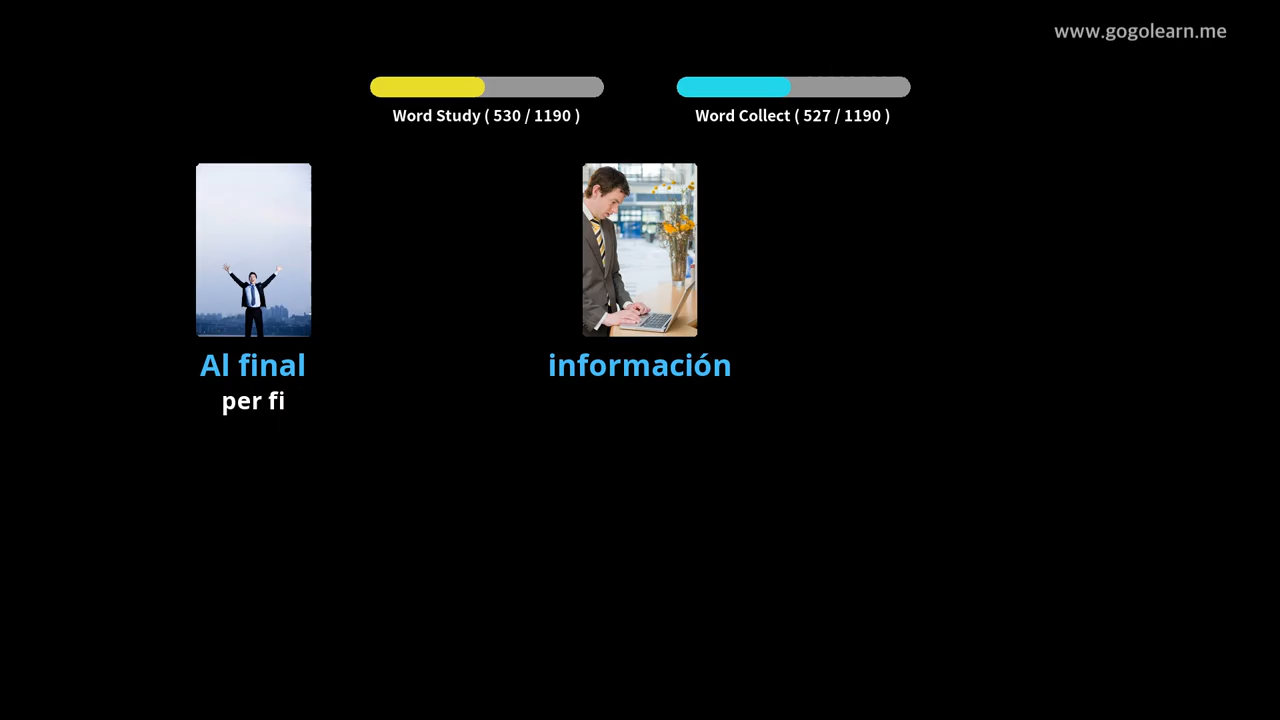 www.gogolearn.me
Word Study ( 530 / 1190 )
Word Collect ( 527 / 1190 )
Al final
per fi
información